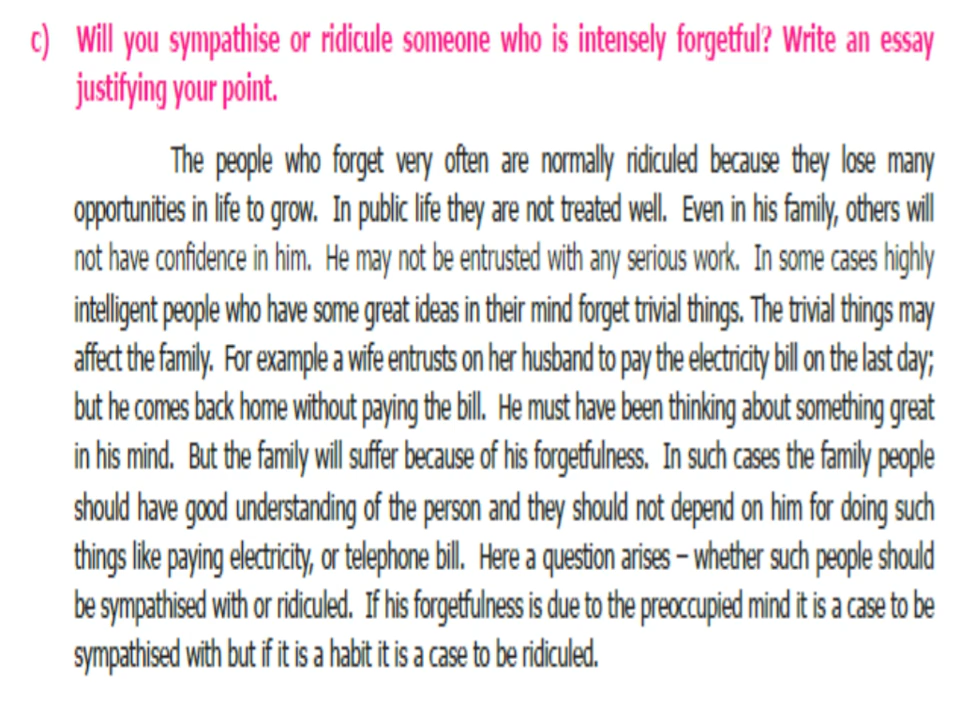 c) Will you sympathise or ridicule someone who is intensely forgetful? Write an essay
justifying your point.
The people who forget very often are normally ridiculed because they lose many
opportunities in life to grow. In public life they are not treated well. Even in his family, others will
not have confidence in him. He may not be entrusted with any serious work. In some cases highly
intelligent people who have some great ideas in their mind forget trivial things. The trivial things may
affect the family. For example a wife entrusts on her husband to pay the electricity bill on the last day;
but he comes back home without paying the bill. He must have been thinking about something great
in his mind. But the family will suffer because of his forgetfulness. In such cases the family people
should have good understanding of the person and they should not depend on him for doing such
things like paying electricity, or telephone bill. Here a question arises – whether such people should
be sympathised with or ridiculed. If his forgetfulness is due to the preoccupied mind it is a case to be
sympathised with but if it is a habit it is a case to be ridiculed.